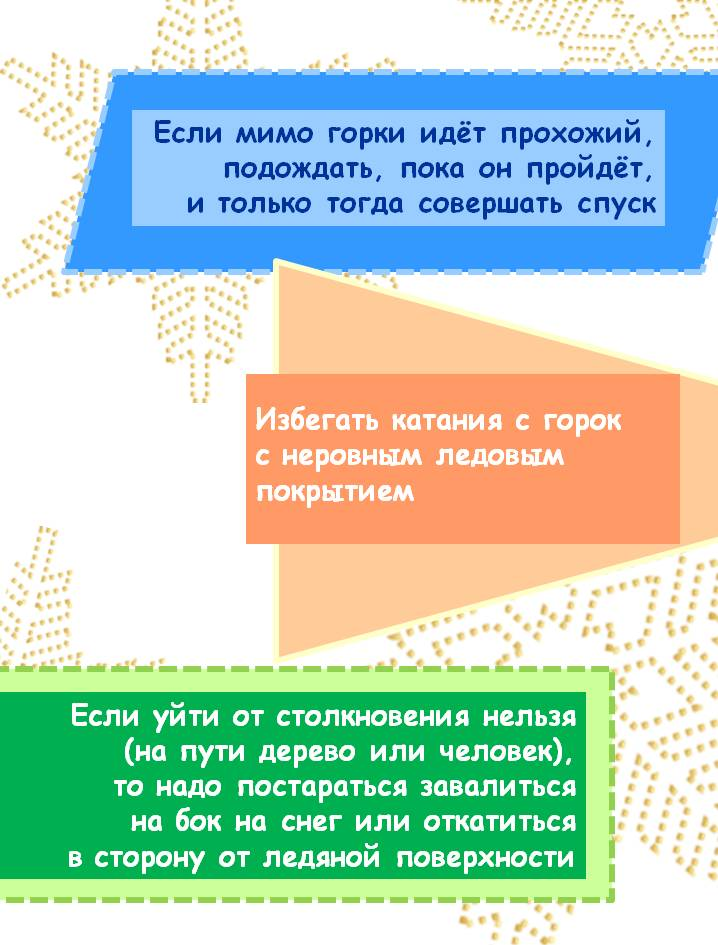 Если мимо горки идёт прохожий,
подождать, пока он пройдёт,
и только тогда совершать спуск
Избегать катания с горок
с неровным ледовым
покрытием
Если уйти от столкновения нельзя
(на пути дерево или человек),
то надо постараться завалиться
на бок на снег или откатиться
в сторону от ледяной поверхности